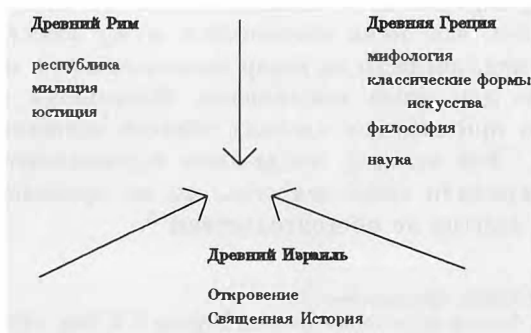 Древний Рим
республика
милиция
юстиция
Древняя Греция
мифология
классические формы
искусства
философия
наука
Древний Израиль
Откровение
Священная История